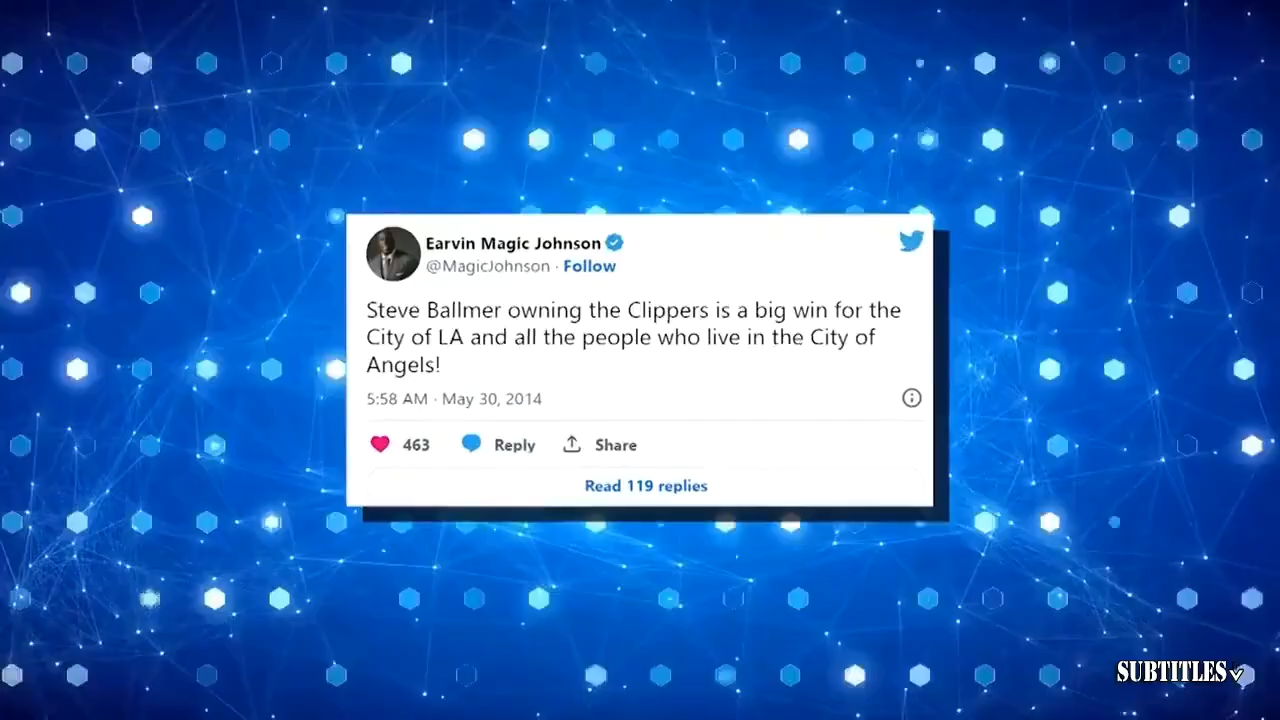 Earvin Magic Johnson
@MagicJohnson · Follow
Steve Ballmer owning the Clippers is a big win for the
City of LA and all the people who live in the City of
Angels!
5:58 AM · May 30, 2014
463 Reply Share
Read 119 replies
SUBTITLES